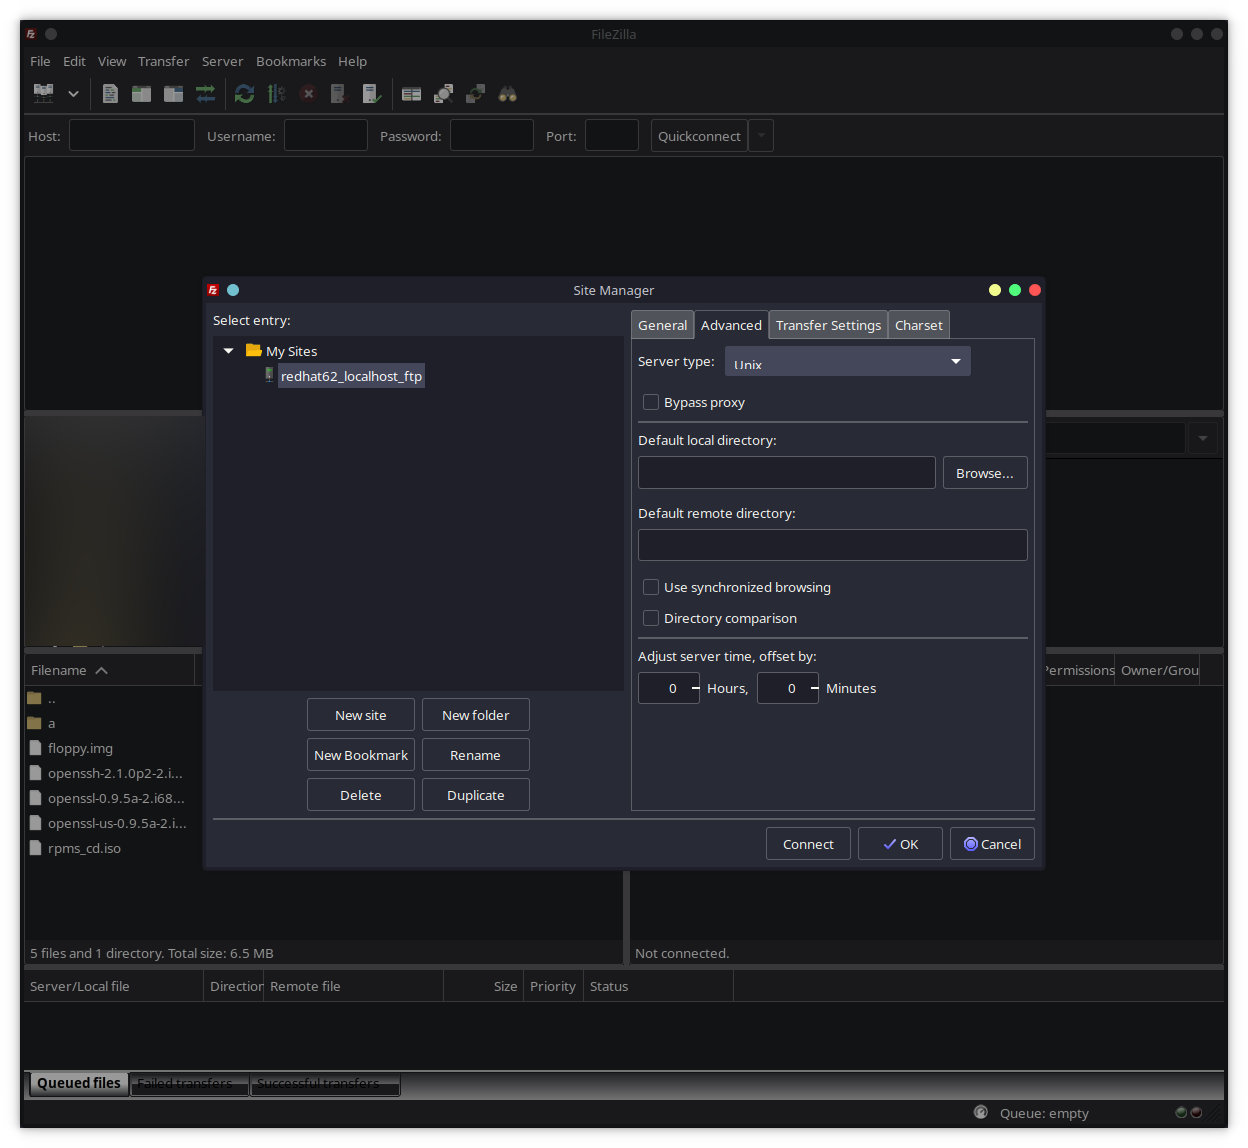 FileZilla
File Edit View Transfer Server Bookmarks Help
Host: Username: Password: Port: Quickconnect
Site Manager
Select entry:
My Sites
redhat62_localhost_ftp
New site New folder
New Bookmark Rename
Delete Duplicate
General Advanced Transfer Settings Charset
Server type: Unix
Bypass proxy
Default local directory:
Browse...
Default remote directory:
Use synchronized browsing
Directory comparison
Adjust server time, offset by:
0 Hours, 0 Minutes
Connect OK Cancel
Filename
..
a
floppy.img
openssh-2.1.0p2-2.i...
openssl-0.9.5a-2.i68...
openssl-us-0.9.5a-2.i...
rpms_cd.iso
5 files and 1 directory. Total size: 6.5 MB
Permissions Owner/Grou
Not connected.
Server/Local file Direction Remote file Size Priority Status
Queued files Failed transfers Successful transfers
Queue: empty